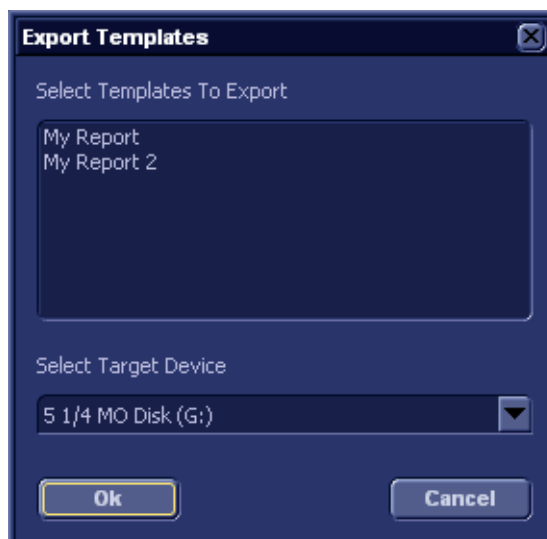 Export Templates
Select Templates To Export
My Report
My Report 2
Select Target Device
5 1/4 MO Disk (G:)
Ok
Cancel